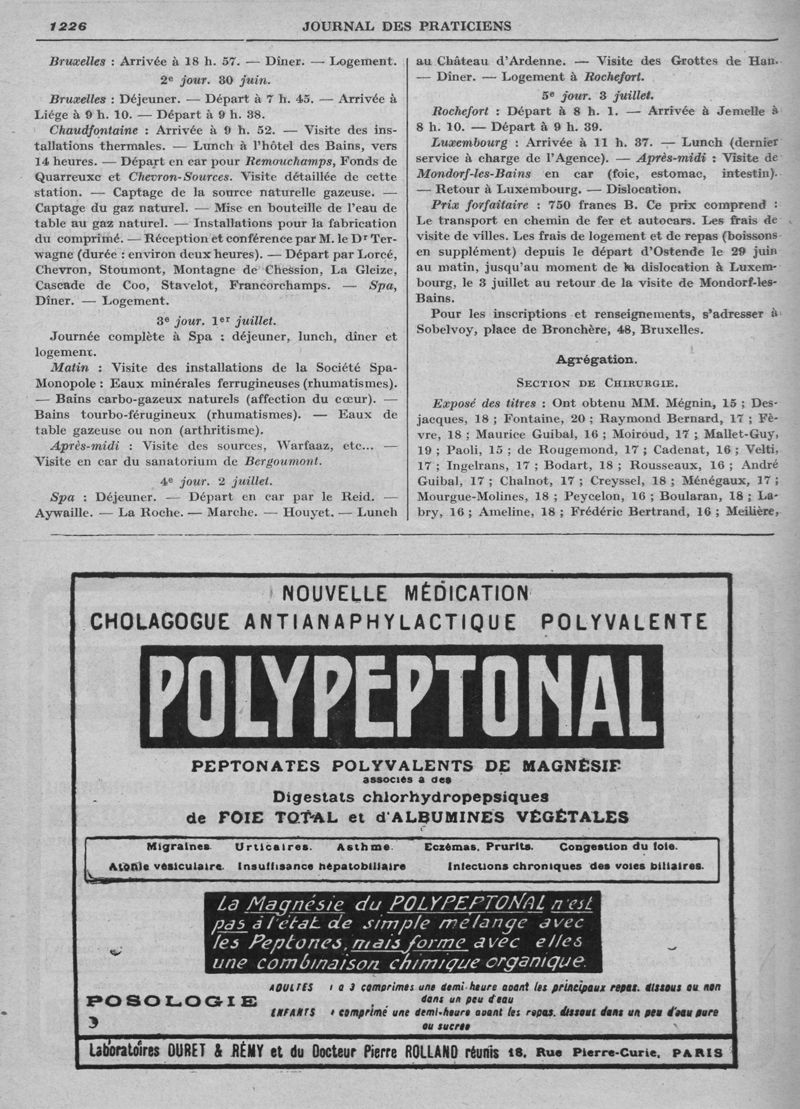 1226
JOURNAL DES PRATICIENS
Bruxelles : Arrivée à 18 h. 57. — Dîner. — Logement.
2e jour. 30 juin.
Bruxelles : Déjeuner. — Départ à 7 h. 45. — Arrivée à
Liége à 9 h. 10. — Départ à 9 h. 38.
Chaudfontaine : Arrivée à 9 h. 52. — Visite des ins-
tallations thermales. — Lunch à l'hôtel des Bains, vers
14 heures. — Départ en car pour Remouchamps, Fonds de
Quarreuxe et Chevron-Sources. Visite détaillée de cette
station. — Captage de la source naturelle gazeuse. —
Captage du gaz naturel. — Mise en bouteille de l'eau de
table au gaz naturel. — Installations pour la fabrication
du comprimé. — Réception et conférence par M. le Dr Ter-
wagne (durée : environ deux heures). — Départ par Lorcé,
Chevron, Stoumont, Montagne de Chession, La Gleize,
Cascade de Coo, Stavelot, Francorchamps. — Spa,
Dîner. — Logement.
3e jour. 1er juillet.
Journée complète à Spa : déjeuner, lunch, dîner et
logement.
Matin : Visite des installations de la Société Spa-
Monopole : Eaux minérales ferrugineuses (rhumatismes).
— Bains carbo-gazeux naturels (affection du cœur). —
Bains tourbo-férugineux (rhumatismes). — Eaux de
table gazeuse ou non (arthritisme).
Après-midi : Visite des sources, Warfaaz, etc... —
Visite en car du sanatorium de Bergoumont.
4e jour. 2 juillet.
Spa : Déjeuner. — Départ en car par le Reid. —
Aywaille. — La Roche. — Marche. — Houyet. — Lunch
au Château d'Ardenne. — Visite des Grottes de Han.
— Dîner. — Logement à Rochefort.
5e jour. 3 juillet.
Rochefort : Départ à 8 h. 1. — Arrivée à Jemelle à
8 h. 10. — Départ à 9 h. 39.
Luxembourg : Arrivée à 11 h. 37. — Lunch (dernier
service à charge de l'Agence). — Après-midi : Visite de
Mondorf-les-Bains en car (foie, estomac, intestin).
— Retour à Luxembourg. — Dislocation.
Prix forfaitaire : 750 francs B. Ce prix comprend :
Le transport en chemin de fer et autocars. Les frais de
visite de villes. Les frais de logement et de repas (boissons
en supplément) depuis le départ d'Ostende le 29 juin
au matin, jusqu'au moment de la dislocation à Luxem-
bourg, le 3 juillet au retour de la visite de Mondorf-les-
Bains.
Pour les inscriptions et renseignements, s'adresser à
Sobelvoy, place de Bronchère, 48, Bruxelles.
Agrégation.
SECTION DE CHIRURGIE.
Exposé des titres : Ont obtenu MM. Mégnin, 15 ; Des-
jacques, 18 ; Fontaine, 20 ; Raymond Bernard, 17 ; Fè-
vre, 18 ; Maurice Guibal, 16 ; Moiroud, 17 ; Mallet-Guy,
19 ; Paoli, 15 ; de Rougemond, 17 ; Cadenat, 16 ; Velti,
17 ; Ingelrans, 17 ; Bodart, 18 ; Rousseaux, 16 ; André
Guibal, 17 ; Chalnot, 17 ; Creyssel, 18 ; Ménégaux, 17 ;
Mourgue-Molines, 18 ; Peycelon, 16 ; Boularan, 18 ; La-
bry, 16 ; Ameline, 18 ; Frédéric Bertrand, 16 ; Meillère,
NOUVELLE MÉDICATION
CHOLAGOGUE ANTIANAPHYLACTIQUE POLYVALENTE
POLYPEPTONAL
PEPTONATES POLYVALENTS DE MAGNÉSIE
associés à des
Digestats chlorhydropepsiques
de FOIE TOTAL et d'ALBUMINES VÉGÉTALES
Migraines. Urticaires. Asthme. Eczémas. Prurits. Congestion du foie.
Atonie vésiculaire. Insuffisance hépatobiliaire Infections chroniques des voies biliaires.
La Magnésie du POLYPEPTONAL n'est
pas à l'état de simple mélange avec
les Peptones, mais forme avec elles
une combinaison chimique organique.
POSOLOGIE
ADULTES 1 à 3 comprimés une demi-heure avant les principaux repas. dissous ou non
dans un peu d'eau
ENFANTS 1 comprimé une demi-heure avant les repas. dissout dans un peu d'eau pure
ou sucrée
Laboratoires DURET & RÉMY et du Docteur Pierre ROLLAND réunis 18, Rue Pierre-Curie, PARIS